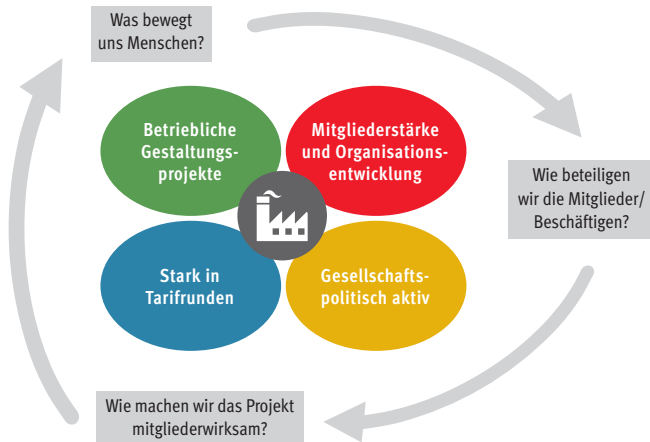 Was bewegt
uns Menschen?
Betriebliche
Gestaltungs-
projekte
Mitgliederstärke
und Organisations-
entwicklung
Wie beteiligen
wir die Mitglieder/
Beschäftigen?
Stark in
Tarifrunden
Gesellschafts-
politisch aktiv
Wie machen wir das Projekt
mitgliederwirksam?